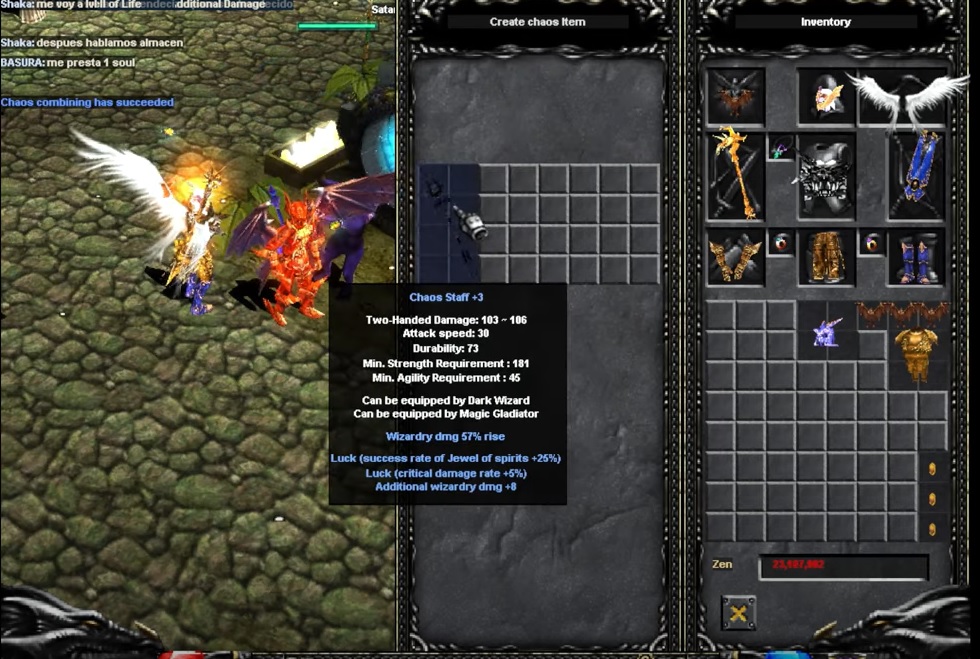 Shaka: me voy a lvlll of Life
dditional Damage
Sata
Create chaos Item
Inventory
Shaka: despues hablamos almacen
BASURA: me presta 1 soul
Chaos combining has succeeded
Chaos Staff +3
Two-Handed Damage: 103 ~ 106
Attack speed: 30
Durability: 73
Min. Strength Requirement : 181
Min. Agility Requirement : 45
Can be equipped by Dark Wizard
Can be equipped by Magic Gladiator
Wizardry dmg 57% rise
Luck (success rate of Jewel of spirits +25%)
Luck (critical damage rate +5%)
Additional wizardry dmg +8
Zen